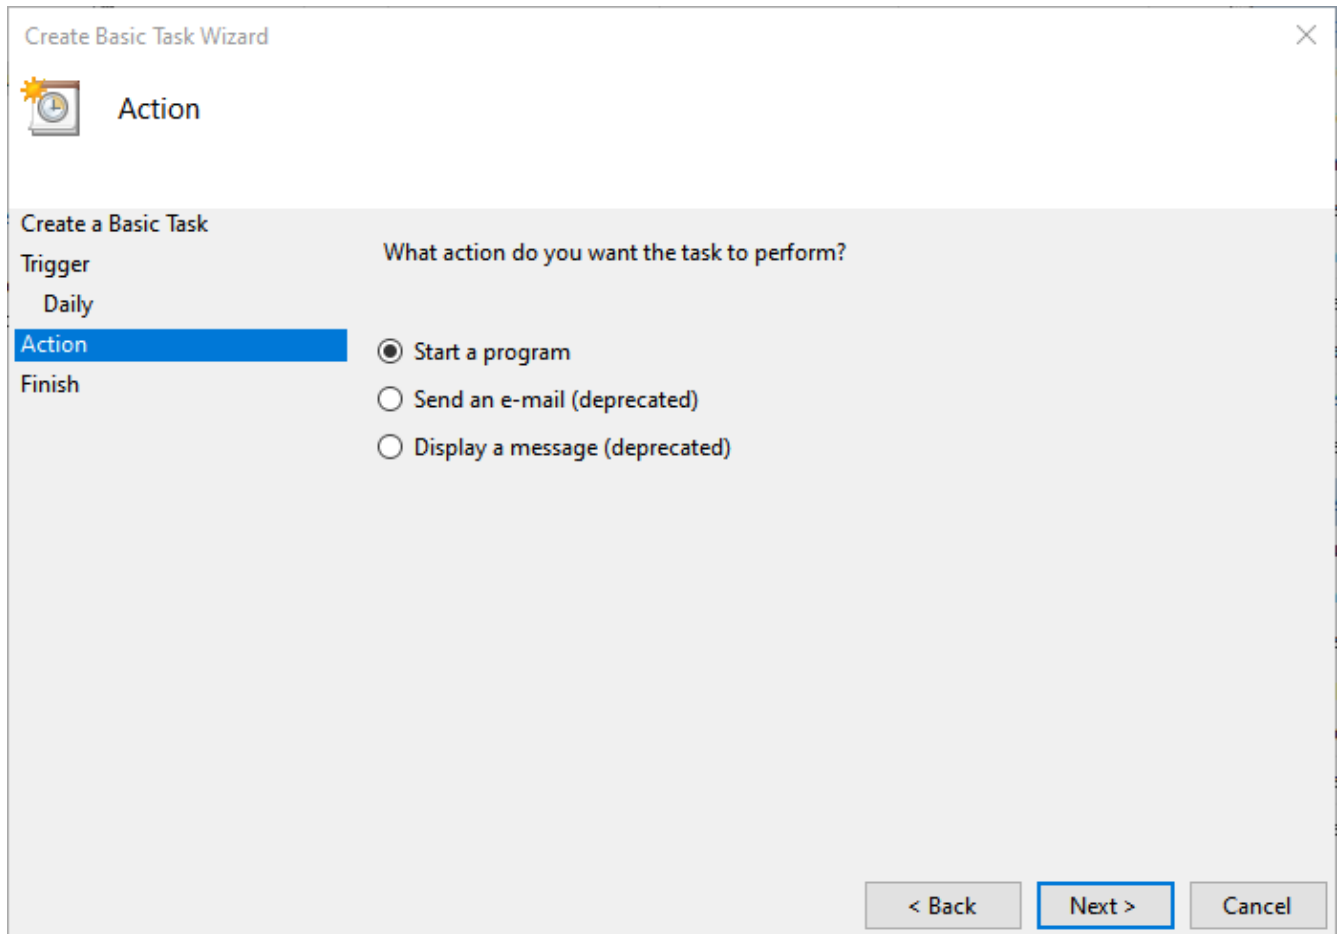 Create Basic Task Wizard
Action
Create a Basic Task
Trigger
Daily
Action
Finish
What action do you want the task to perform?
Start a program
Send an e-mail (deprecated)
Display a message (deprecated)
< Back
Next >
Cancel